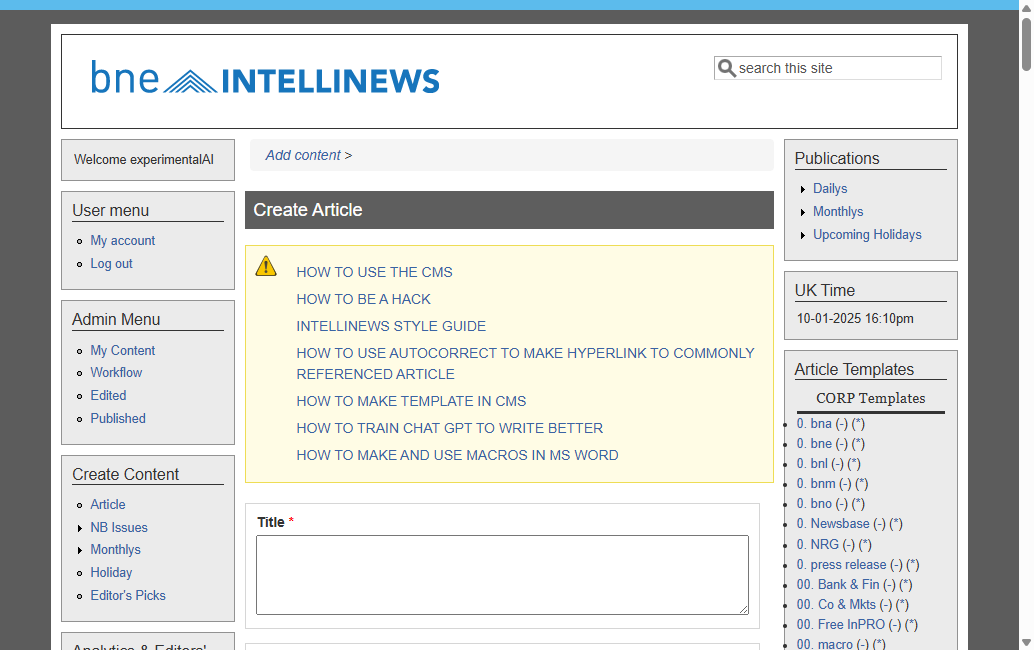 bne INTELLINEWS
search this site
Welcome experimentalAI
User menu
My account
Log out
Admin Menu
My Content
Workflow
Edited
Published
Create Content
Article
NB Issues
Monthlys
Holiday
Editor's Picks
Analytics & Editors'
Add content >
Create Article
HOW TO USE THE CMS
HOW TO BE A HACK
INTELLINEWS STYLE GUIDE
HOW TO USE AUTOCORRECT TO MAKE HYPERLINK TO COMMONLY
REFERENCED ARTICLE
HOW TO MAKE TEMPLATE IN CMS
HOW TO TRAIN CHAT GPT TO WRITE BETTER
HOW TO MAKE AND USE MACROS IN MS WORD
Title *
Publications
Dailys
Monthlys
Upcoming Holidays
UK Time
10-01-2025 16:10pm
Article Templates
CORP Templates
0. bna (-) (*)
0. bne (-) (*)
0. bnl (-) (*)
0. bnm (-) (*)
0. bno (-) (*)
0. Newsbase (-) (*)
0. NRG (-) (*)
0. press release (-) (*)
00. Bank & Fin (-) (*)
00. Co & Mkts (-) (*)
00. Free InPRO (-) (*)
00. macro (-) (*)